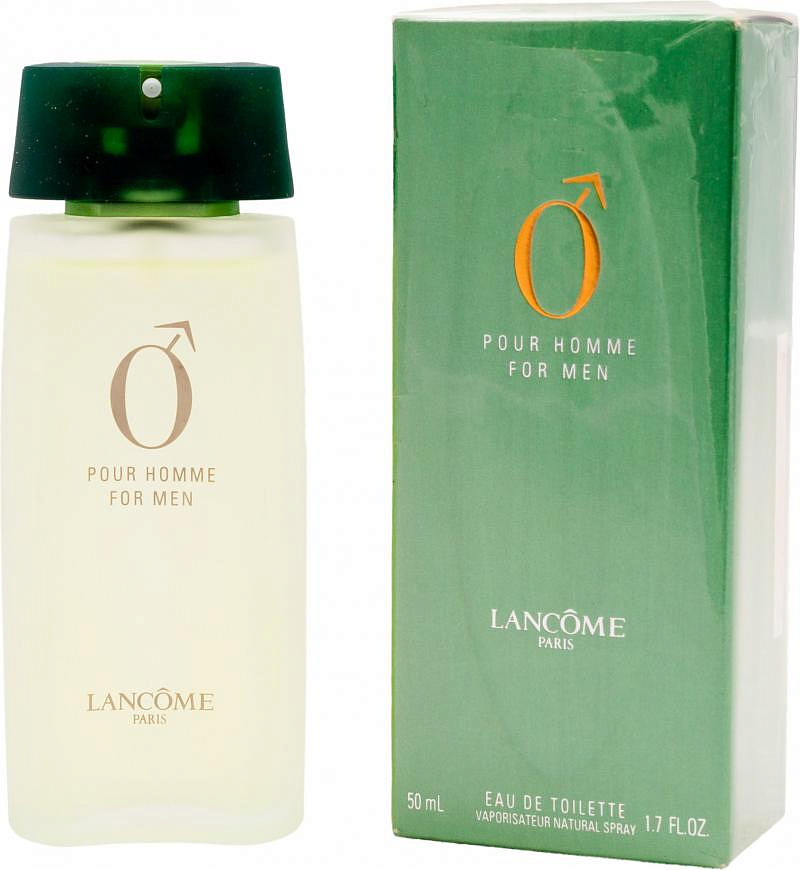 Ó
POUR HOMME
FOR MEN
LANCÔME
PARIS
Ó
POUR HOMME
FOR MEN
LANCÔME
PARIS
50 mL
EAU DE TOILETTE
VAPORISATEUR NATURAL SPRAY
1.7 FL.OZ.